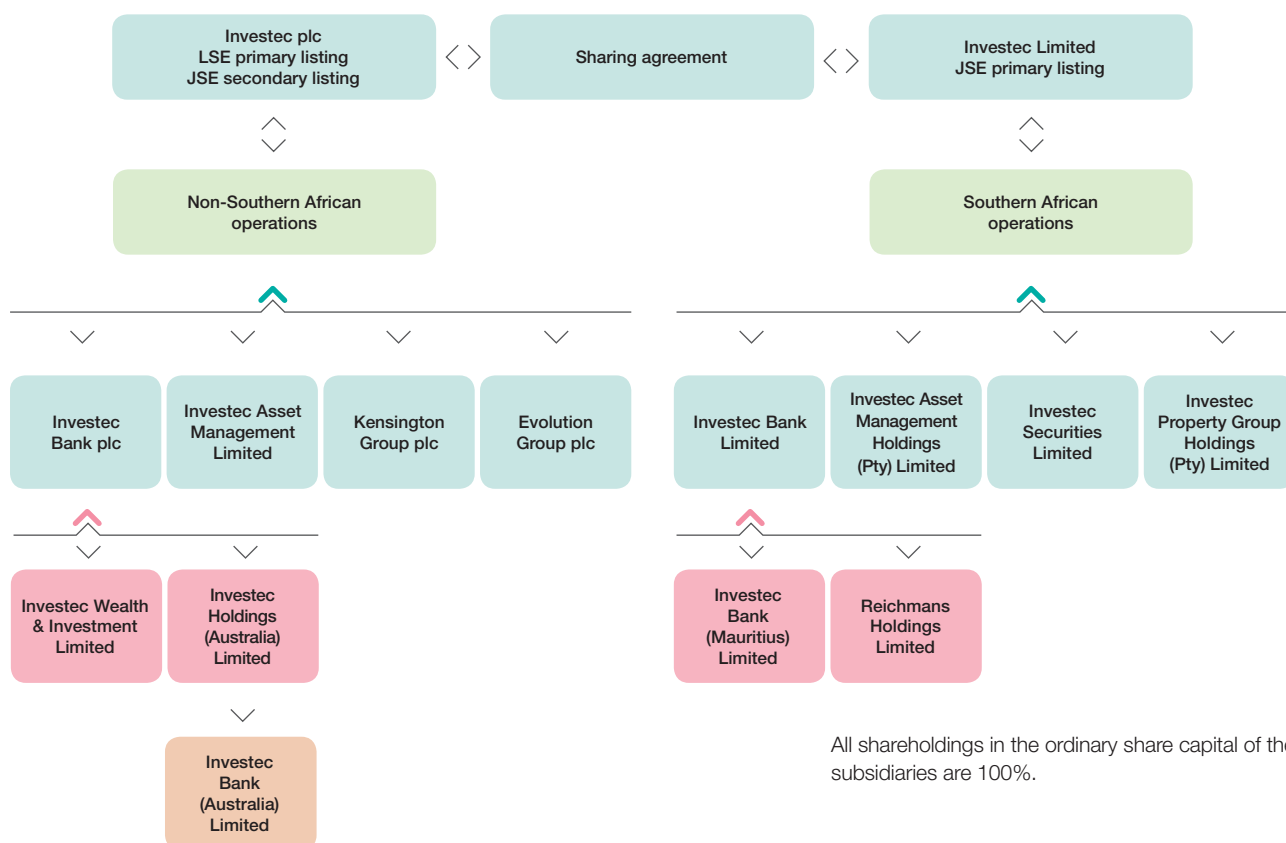 Investec plc
LSE primary listing
JSE secondary listing
Sharing agreement
Investec Limited
JSE primary listing
Non-Southern African
operations
Southern African
operations
Investec
Bank plc
Investec Asset
Management
Limited
Kensington
Group plc
Evolution
Group plc
Investec Bank
Limited
Investec Asset
Management
Holdings
(Pty) Limited
Investec
Securities
Limited
Investec
Property Group
Holdings
(Pty) Limited
Investec Wealth
& Investment
Limited
Investec
Holdings
(Australia)
Limited
Investec
Bank
(Mauritius)
Limited
Reichmans
Holdings
Limited
Investec
Bank
(Australia)
Limited
All shareholdings in the ordinary share capital of the
subsidiaries are 100%.